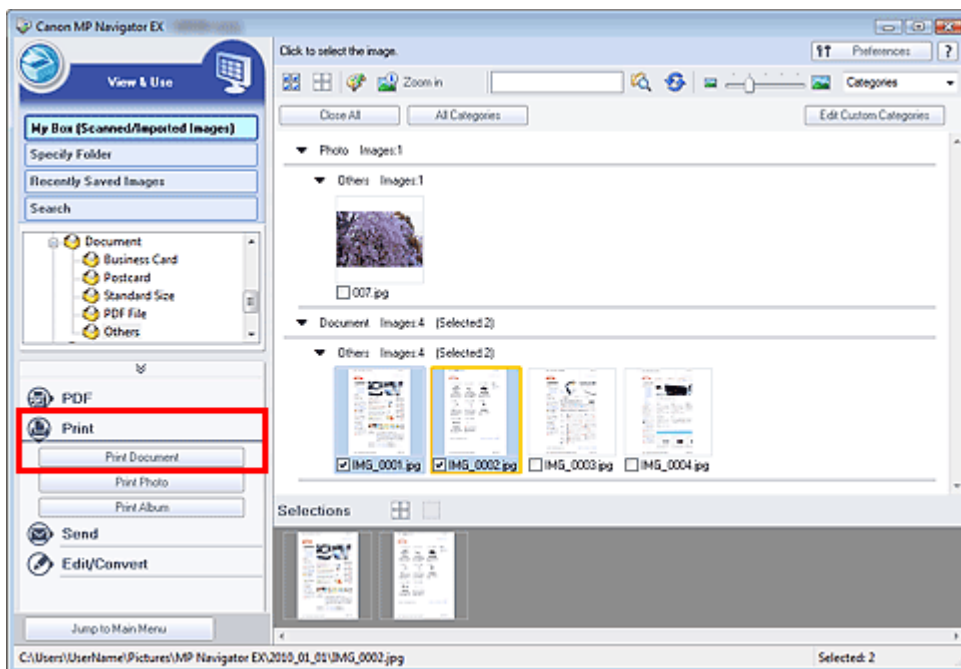 Canon MP Navigator EX
View & Use
My Box (Scanned/Imported Images)
Specify Folder
Recently Saved Images
Search
Document
Business Card
Postcard
Standard Size
PDF File
Others
PDF
Print
Print Document
Print Photo
Print Album
Send
Edit/Convert
Jump to Main Menu
Click to select the image.
Preferences
?
Zoom in
Categories
Close All
All Categories
Edit Custom Categories
Photo Images:1
Others Images:1
007.jpg
Document Images:4 (Selected:2)
Others Images:4 (Selected:2)
IMG_0001.jpg
IMG_0002.jpg
IMG_0003.jpg
IMG_0004.jpg
Selections
C:\Users\UserName\Pictures\MP Navigator EX\2010_01_01\IMG_0002.jpg
Selected: 2